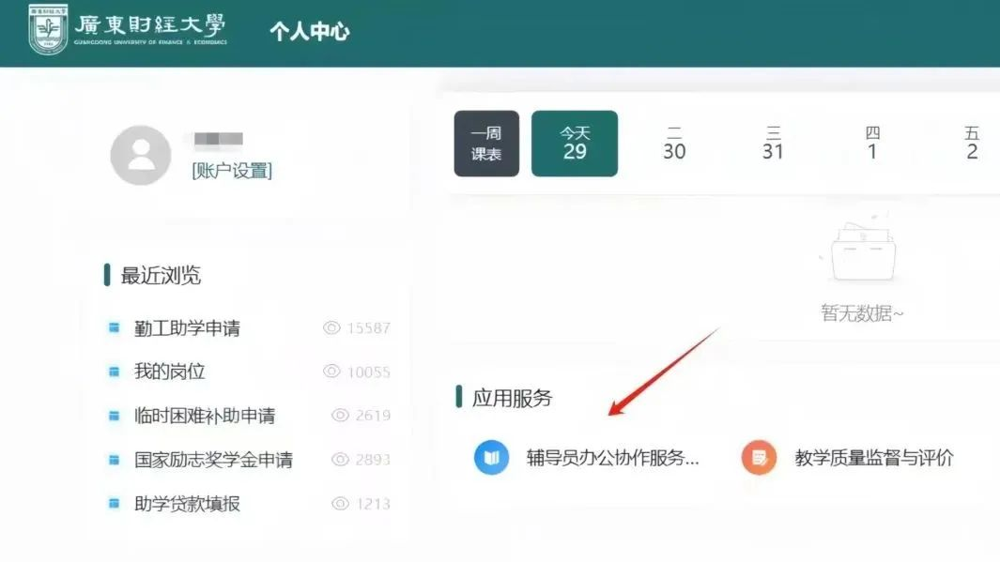 廣東財經大學
GUANGDONG UNIVERSITY OF FINANCE & ECONOMICS
个人中心
[账户设置]
最近浏览
勤工助学申请 15587
我的岗位 10055
临时困难补助申请 2619
国家励志奖学金申请 2893
助学贷款填报 1213
一周
课表
今天
29
二
30
三
31
四
1
五
2
暂无数据~
应用服务
辅导员办公协作服务...
教学质量监督与评价